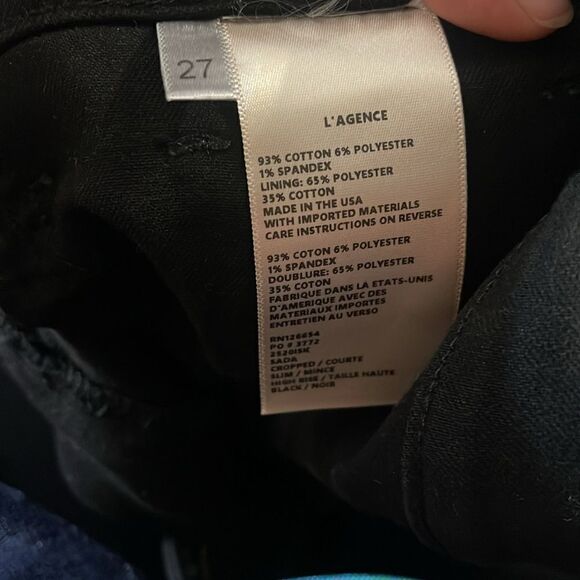 27
L'AGENCE
93% COTTON 6% POLYESTER
1% SPANDEX
LINING: 65% POLYESTER
35% COTTON
MADE IN THE USA
WITH IMPORTED MATERIALS
CARE INSTRUCTIONS ON REVERSE
93% COTON 6% POLYESTER
1% SPANDEX
DOUBLURE: 65% POLYESTER
35% COTON
FABRIQUE DANS LA ETATS-UNIS
D'AMERIQUE AVEC DES
MATERIAUX IMPORTES
ENTRETIEN AU VERSO
RN126654
PO # 3772
2520ISK
SADA
CROPPED / COURTE
SLIM / MINCE
HIGH RISE / TAILLE HAUTE
BLACK / NOIR